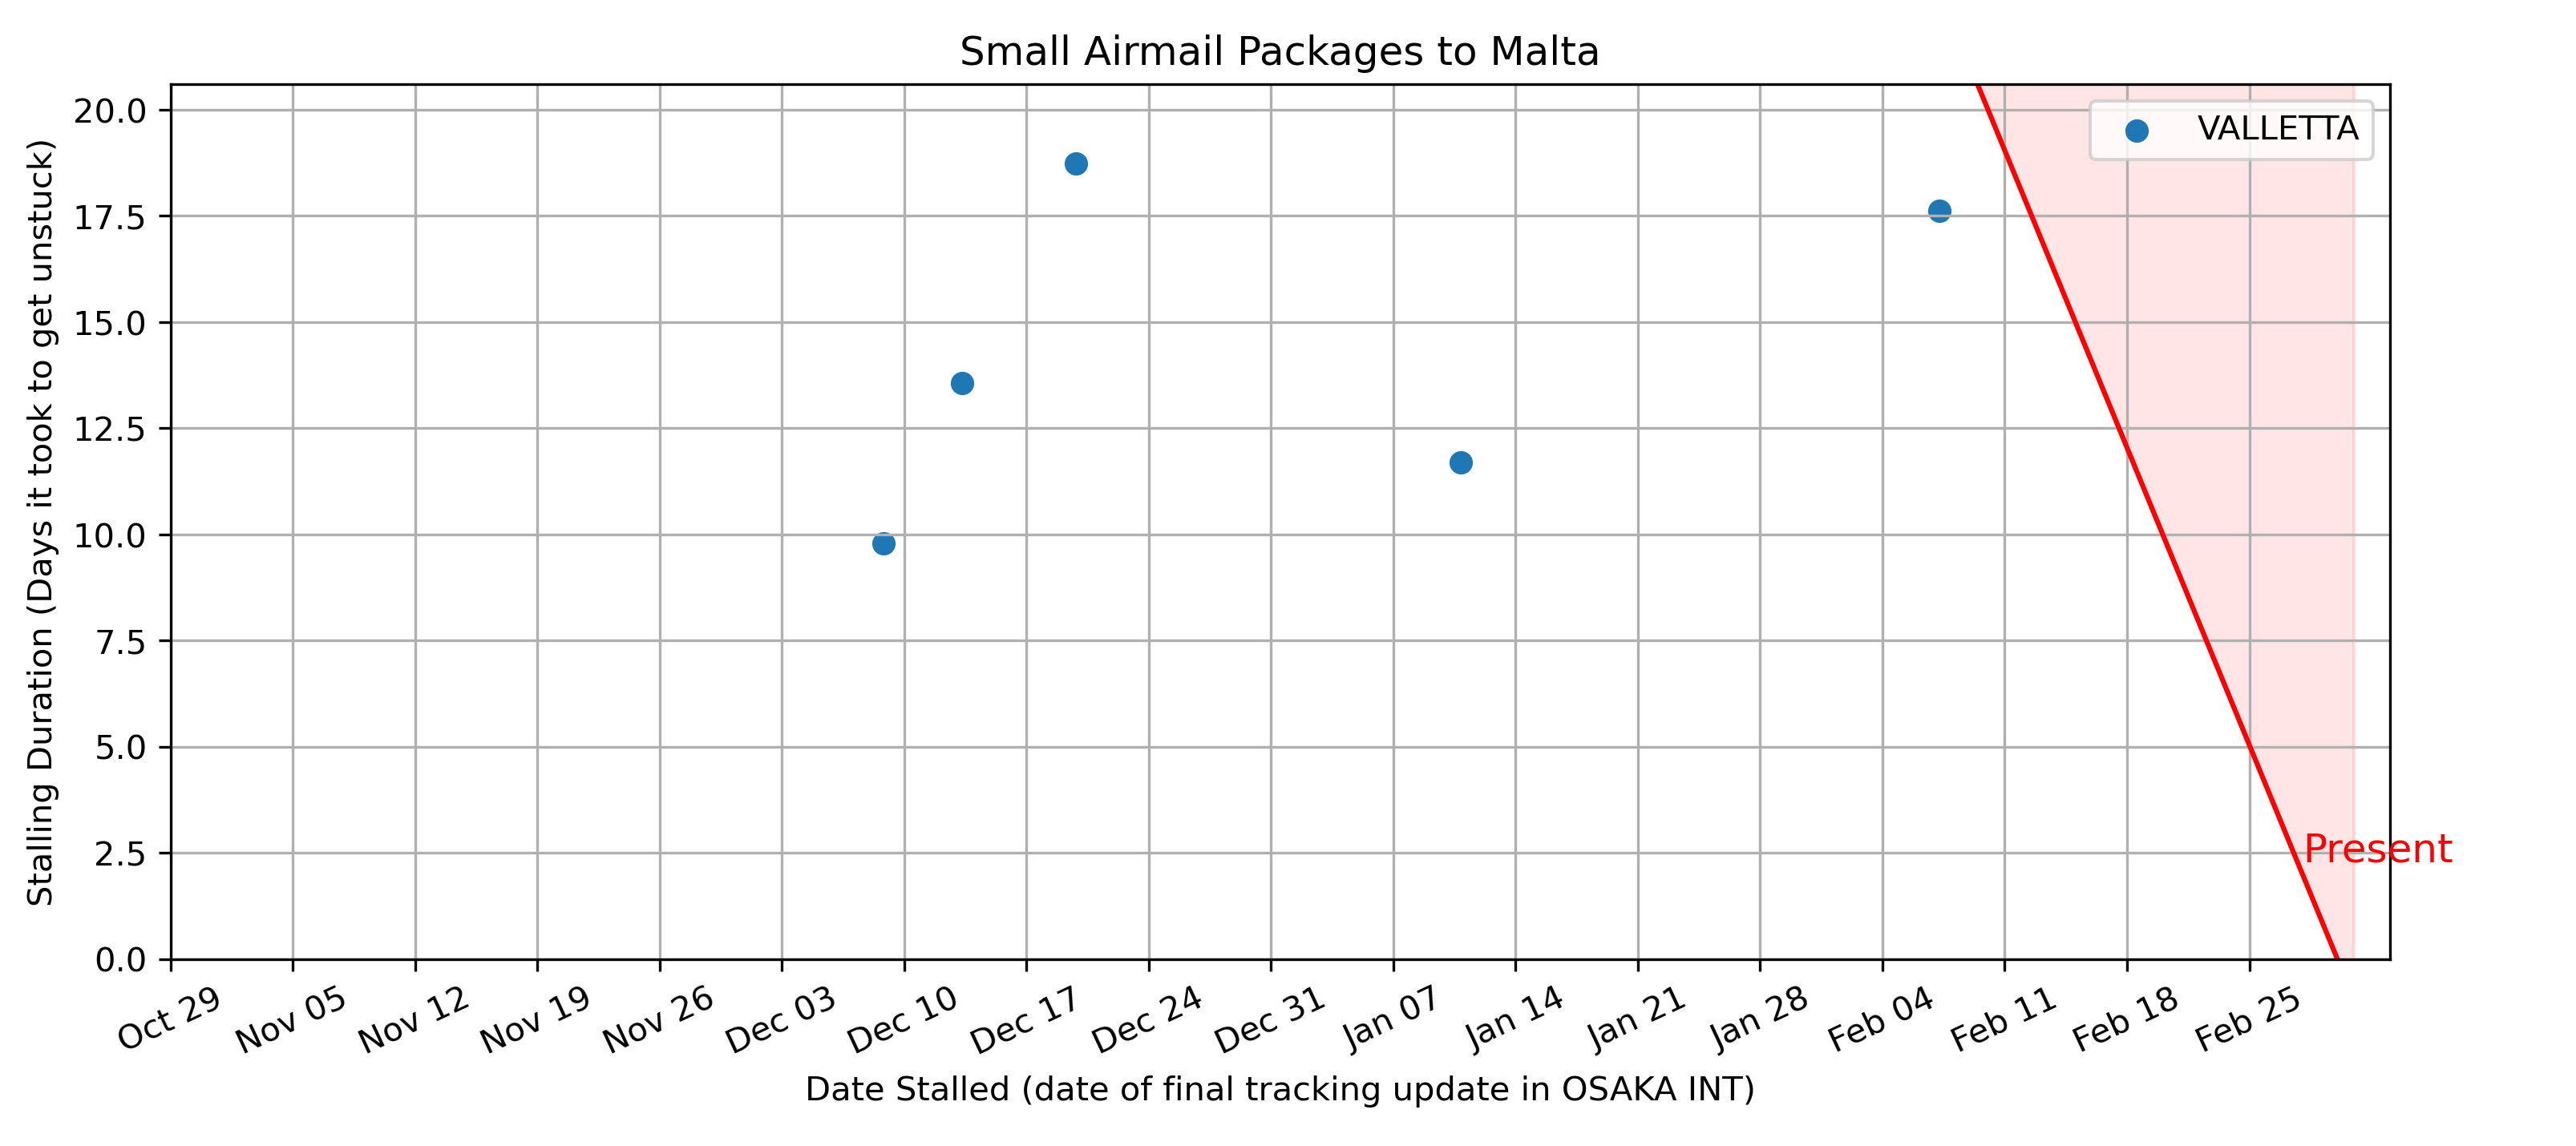 Small Airmail Packages to Malta
VALLETTA
Stalling Duration (Days it took to get unstuck)
20.0
17.5
15.0
12.5
10.0
7.5
5.0
2.5
0.0
Present
Oct 29 Nov 05 Nov 12 Nov 19 Nov 26 Dec 03 Dec 10 Dec 17 Dec 24 Dec 31 Jan 07 Jan 14 Jan 21 Jan 28 Feb 04 Feb 11 Feb 18 Feb 25
Date Stalled (date of final tracking update in OSAKA INT)